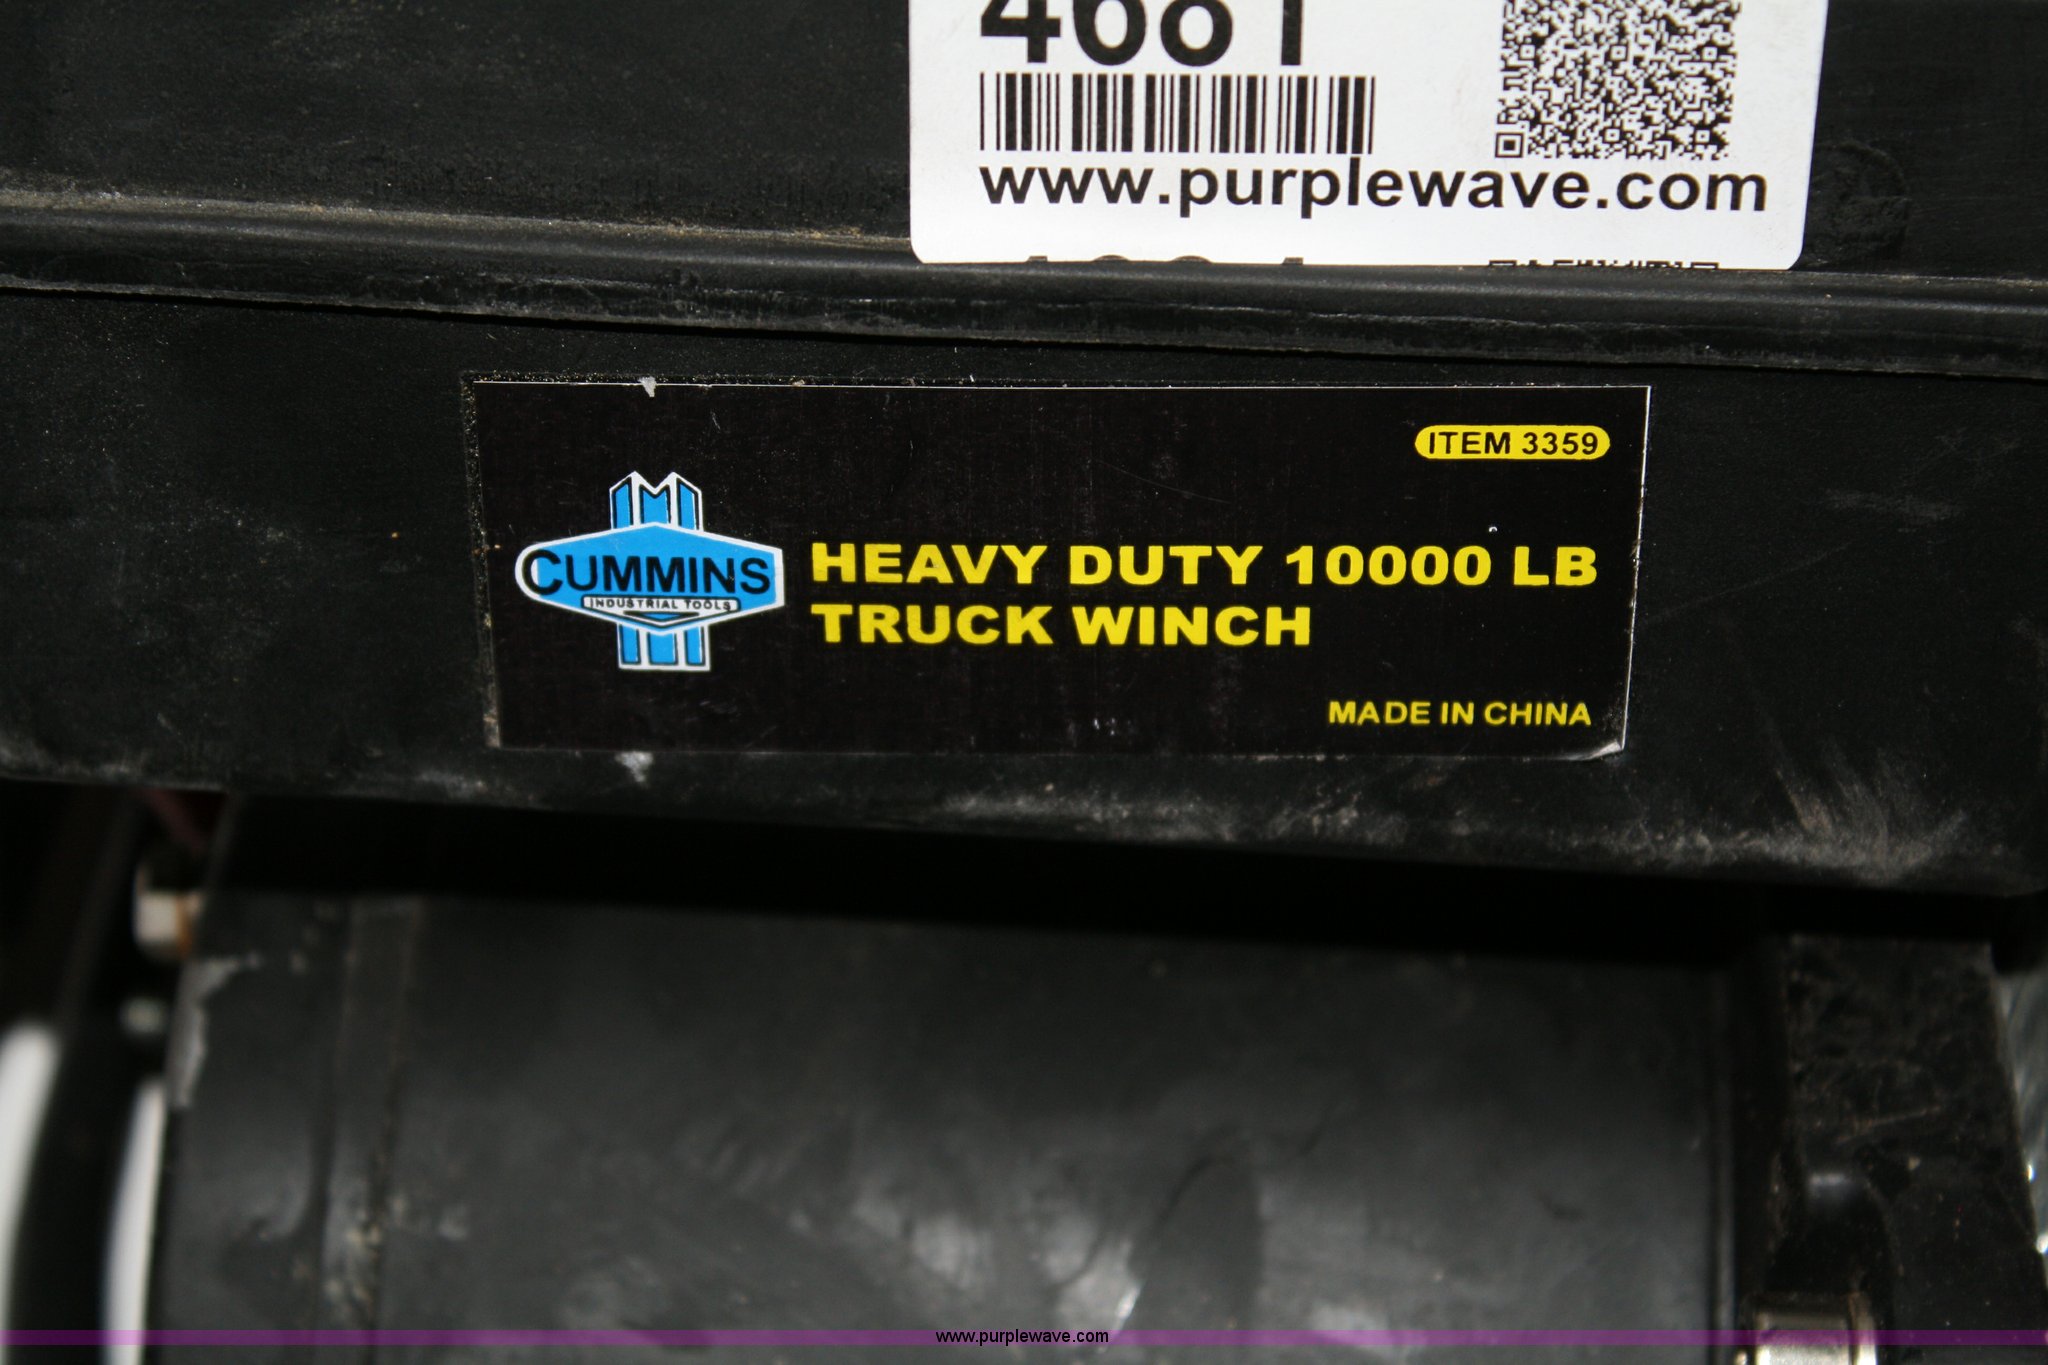 4681
www.purplewave.com
ITEM 3359
CUMMINS
INDUSTRIAL TOOLS
HEAVY DUTY 10000 LB
TRUCK WINCH
MADE IN CHINA
www.purplewave.com